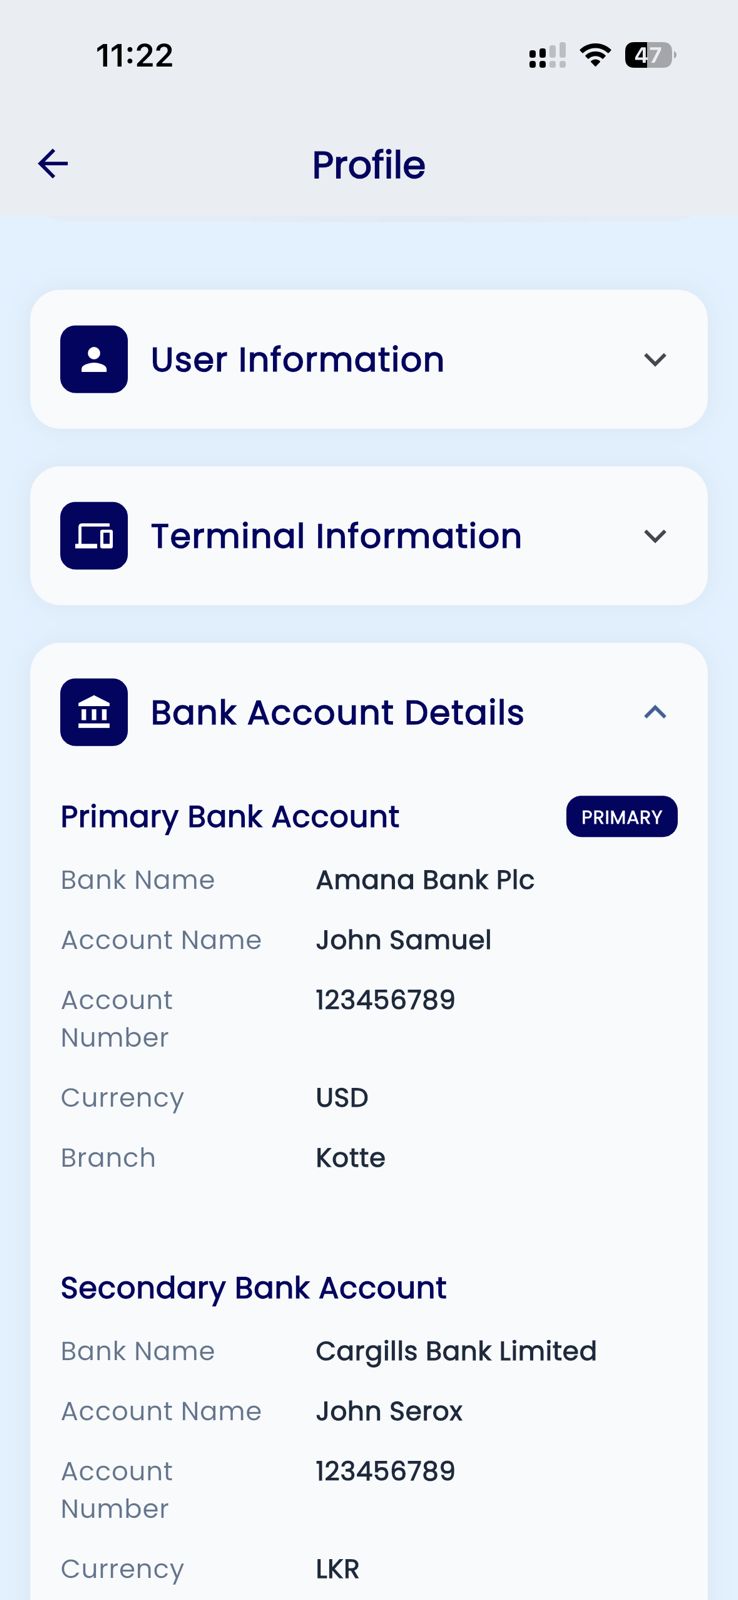 11:22
47
Profile
User Information
Terminal Information
Bank Account Details
Primary Bank Account PRIMARY
Bank Name Amana Bank Plc
Account Name John Samuel
Account Number 123456789
Currency USD
Branch Kotte
Secondary Bank Account
Bank Name Cargills Bank Limited
Account Name John Serox
Account Number 123456789
Currency LKR